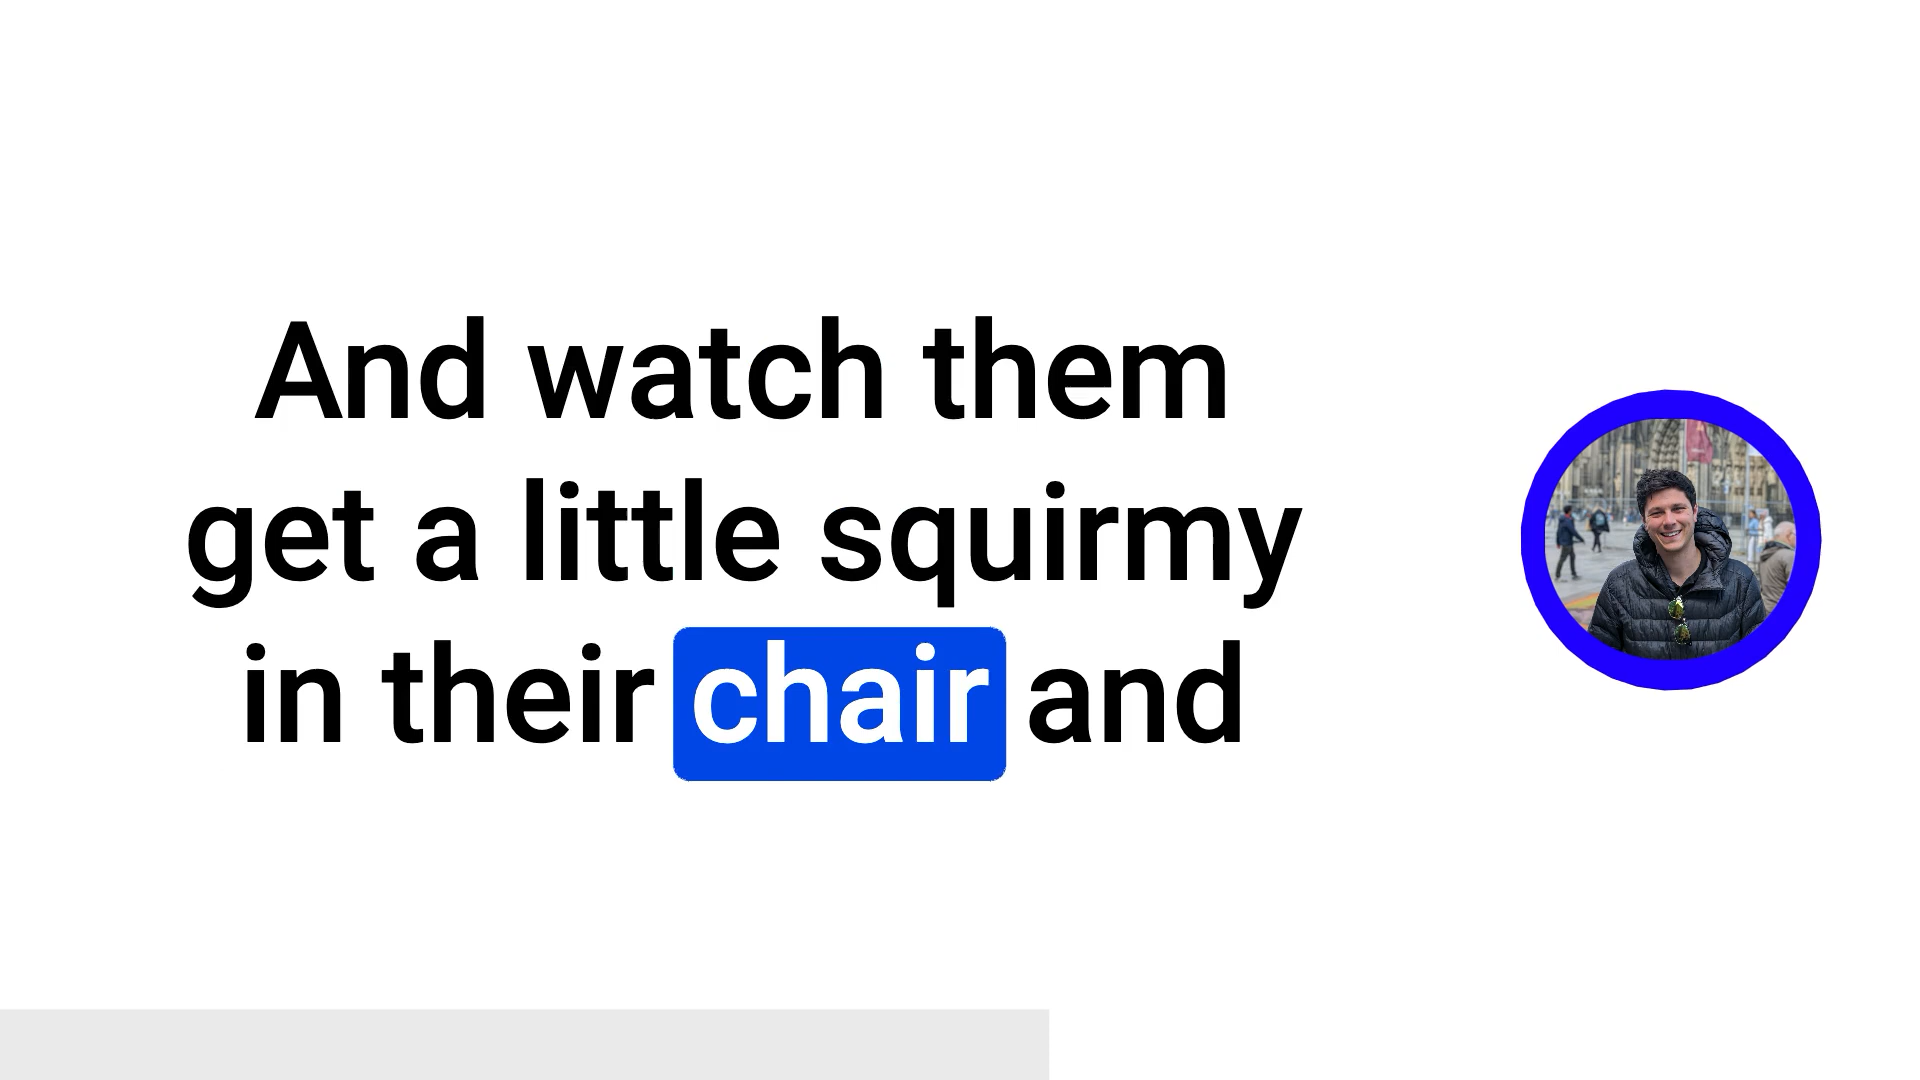 And watch them
get a little squirmy
in their chair and